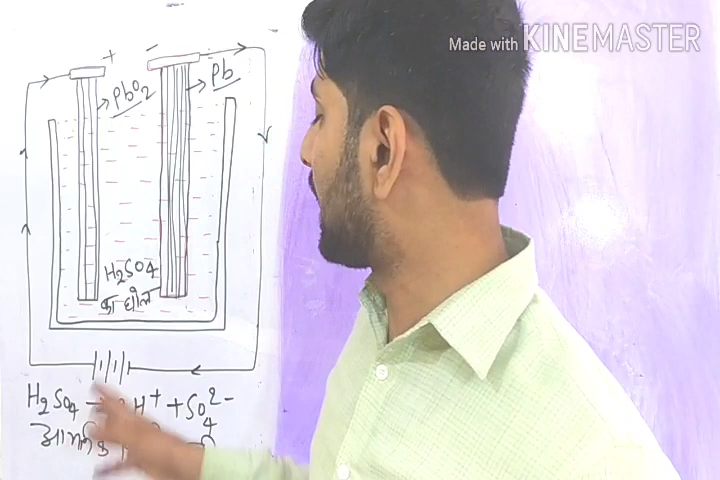 Made with KINEMASTER
+ -
PbO2
Pb
H2SO4
का घोल
H2SO4 → H+ + SO4 2-